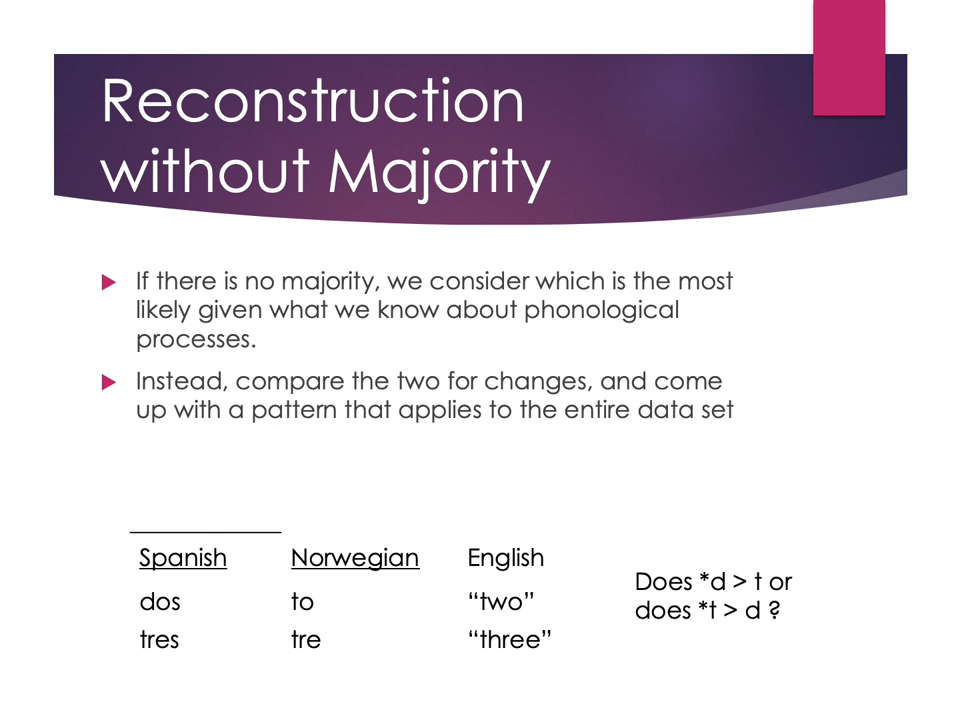 Reconstruction
without Majority
If there is no majority, we consider which is the most
likely given what we know about phonological
processes.
Instead, compare the two for changes, and come
up with a pattern that applies to the entire data set
Spanish Norwegian English
dos to “two”
tres tre “three”
Does *d > t or
does *t > d ?